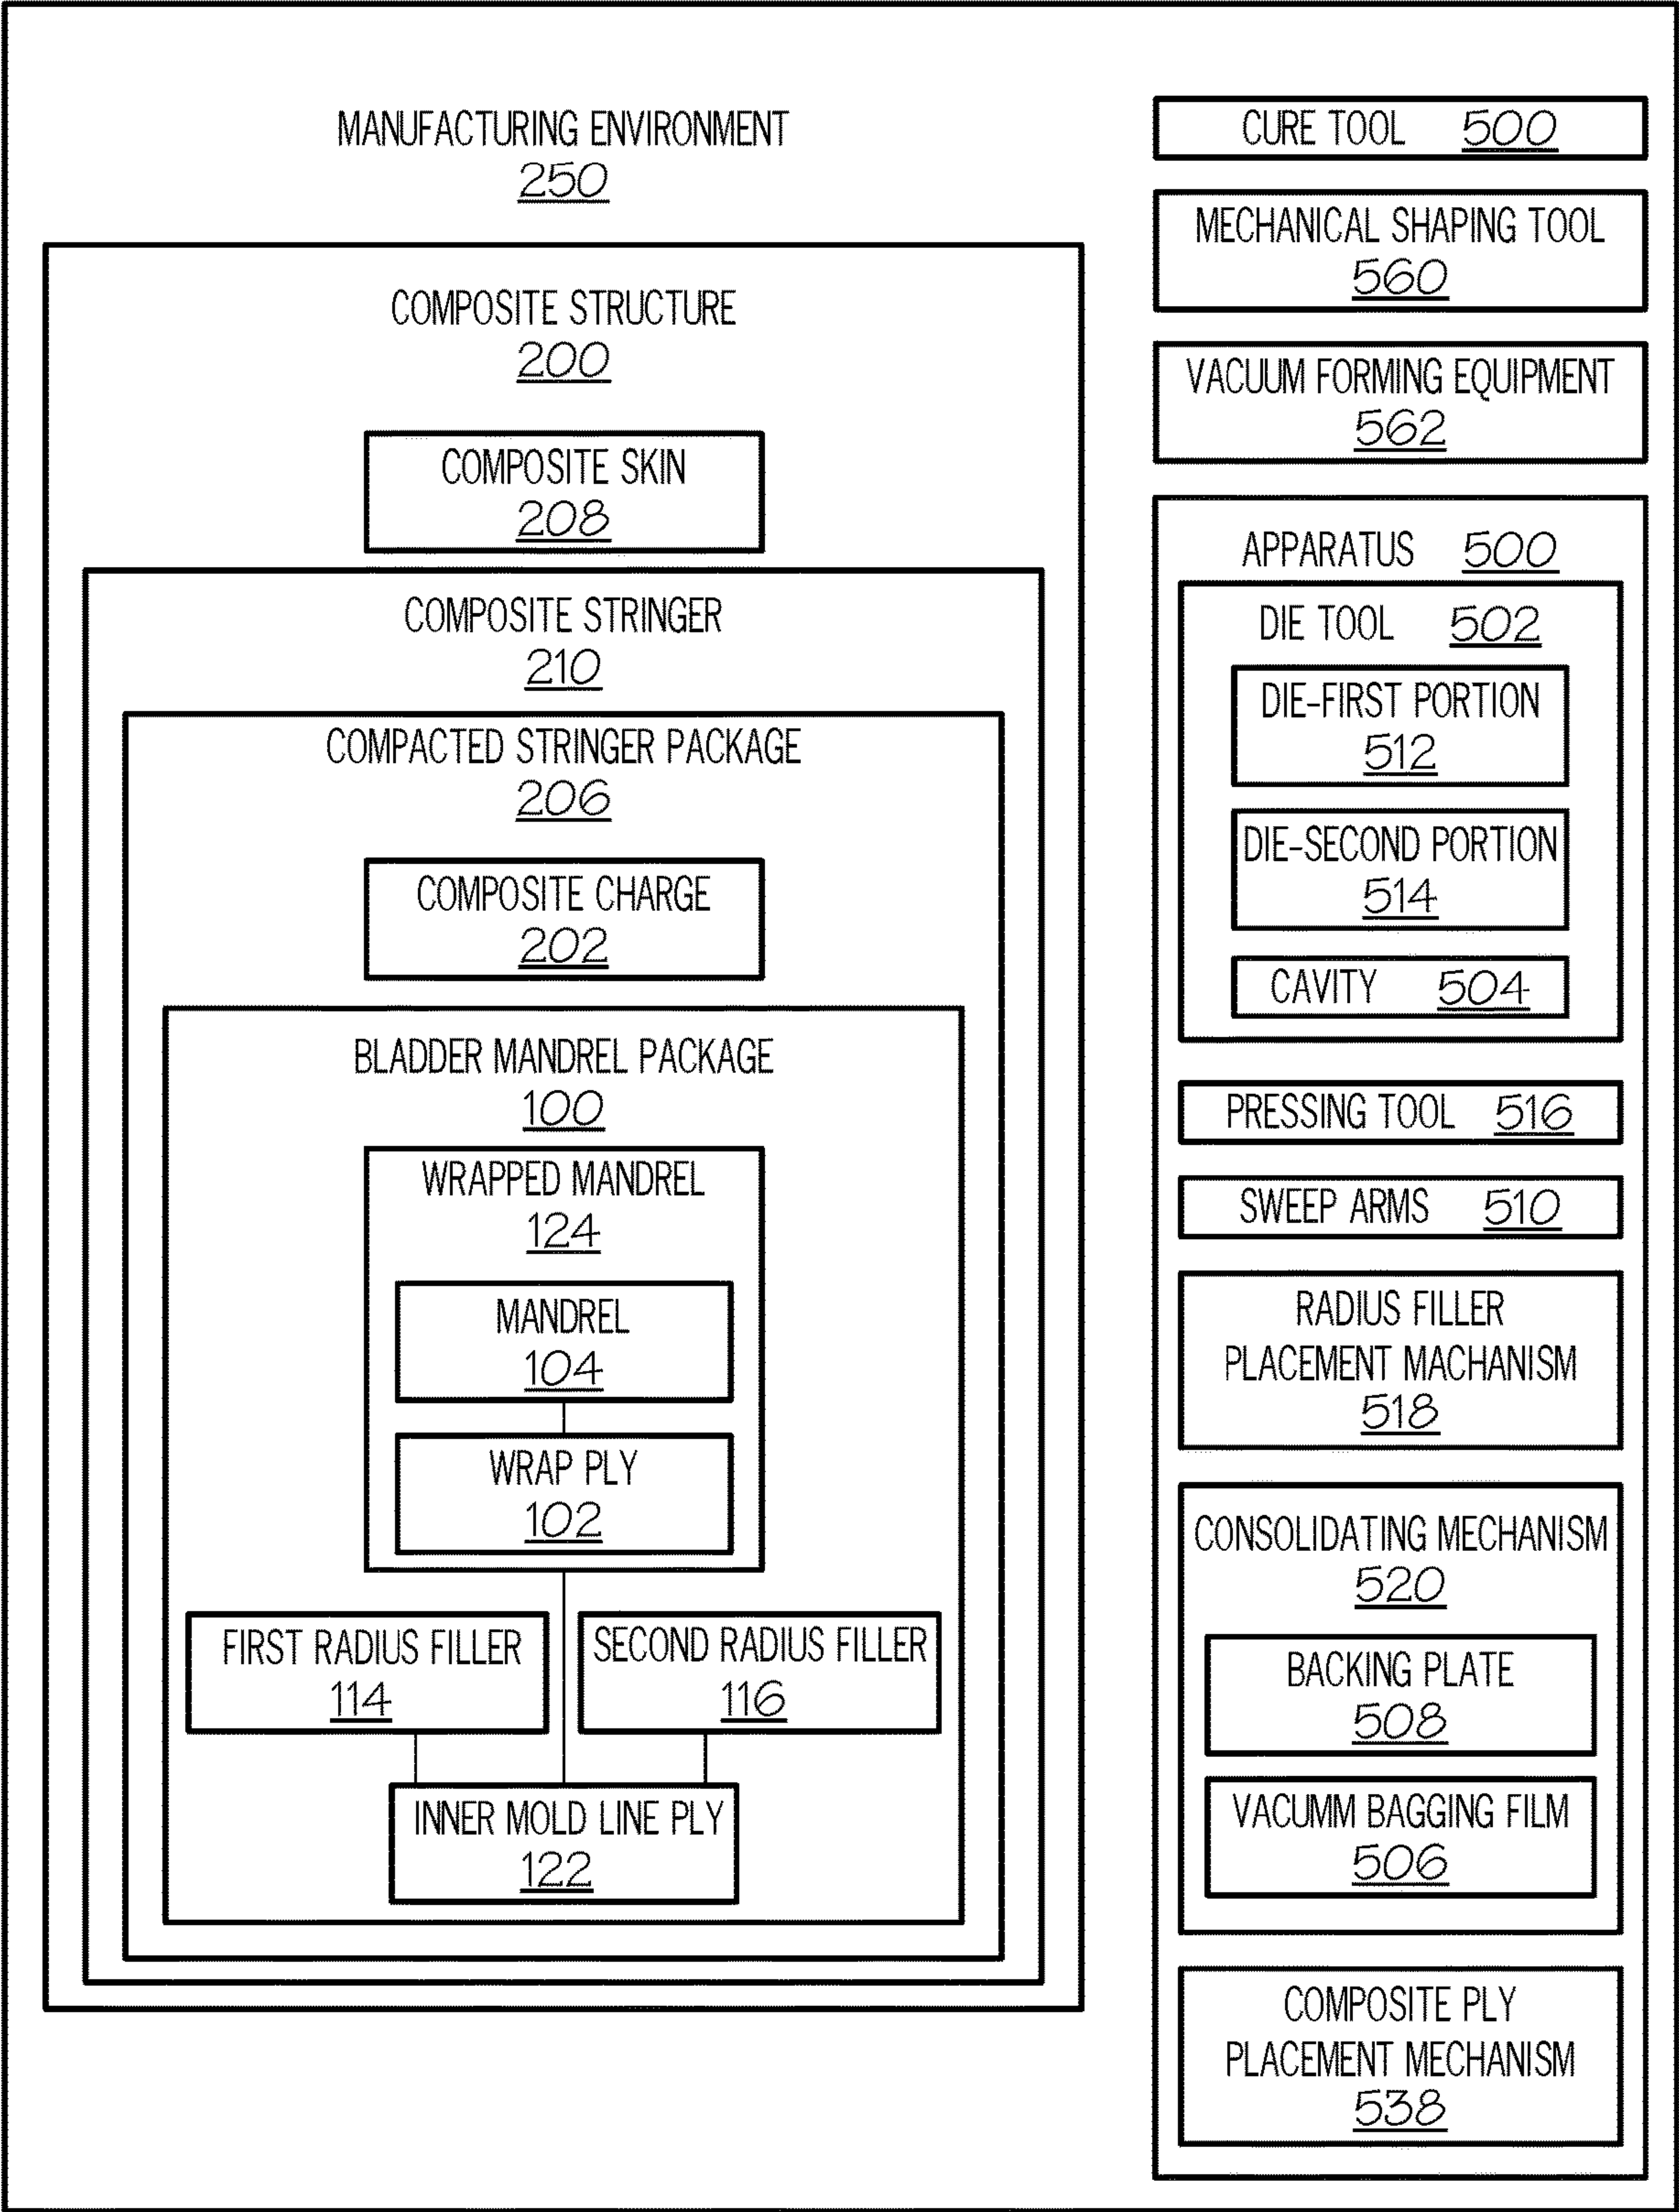 MANUFACTURING ENVIRONMENT
250
COMPOSITE STRUCTURE
200
COMPOSITE SKIN
208
COMPOSITE STRINGER
210
COMPACTED STRINGER PACKAGE
206
COMPOSITE CHARGE
202
BLADDER MANDREL PACKAGE
100
WRAPPED MANDREL
124
MANDREL
104
WRAP PLY
102
FIRST RADIUS FILLER
114
SECOND RADIUS FILLER
116
INNER MOLD LINE PLY
122
CURE TOOL 500
MECHANICAL SHAPING TOOL
560
VACUUM FORMING EQUIPMENT
562
APPARATUS 500
DIE TOOL 502
DIE-FIRST PORTION
512
DIE-SECOND PORTION
514
CAVITY 504
PRESSING TOOL 516
SWEEP ARMS 510
RADIUS FILLER
PLACEMENT MACHANISM
518
CONSOLIDATING MECHANISM
520
BACKING PLATE
508
VACUMM BAGGING FILM
506
COMPOSITE PLY
PLACEMENT MECHANISM
538